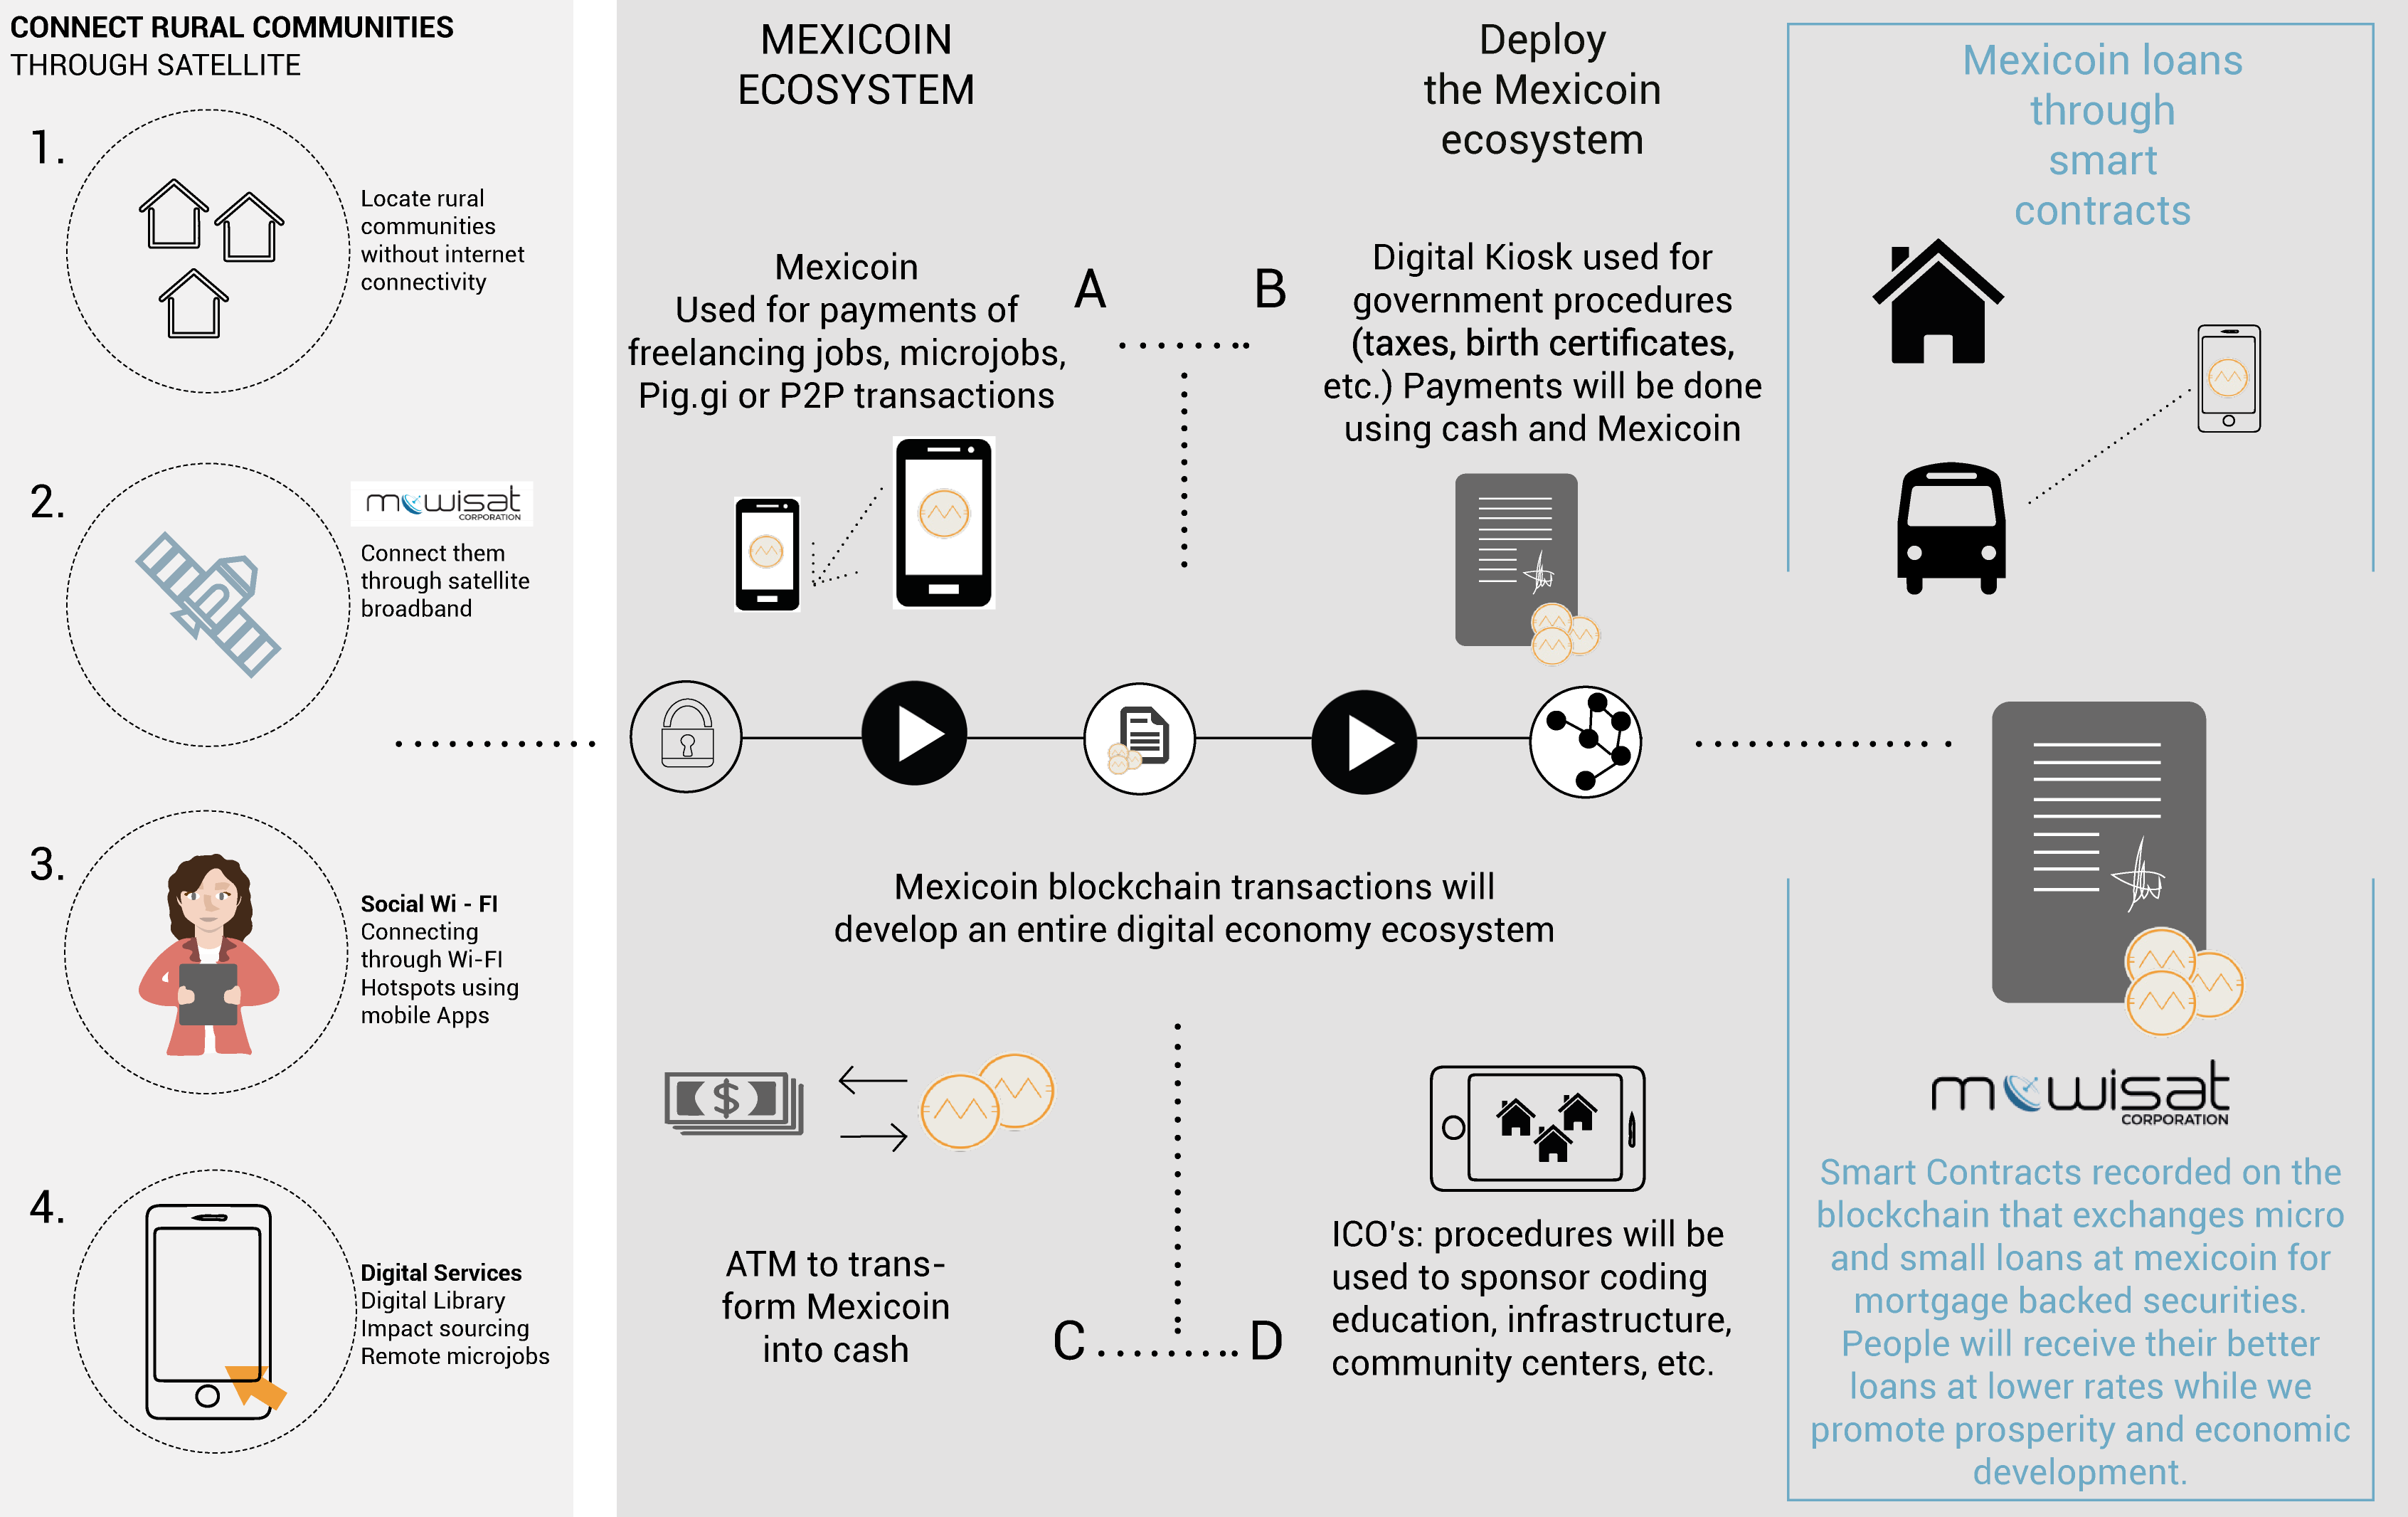 CONNECT RURAL COMMUNITIES
THROUGH SATELLITE
1.
Locate rural
communities
without internet
connectivity
2.
mewisat
CORPORATION
Connect them
through satellite
broadband
3.
Social Wi - FI
Connecting
through Wi-FI
Hotspots using
mobile Apps
4.
Digital Services
Digital Library
Impact sourcing
Remote microjobs
MEXICOIN
ECOSYSTEM
Mexicoin
Used for payments of
freelancing jobs, microjobs,
Pig.gi or P2P transactions
A
B
Deploy
the Mexicoin
ecosystem
Digital Kiosk used for
government procedures
(taxes, birth certificates,
etc.) Payments will be done
using cash and Mexicoin
Mexicoin blockchain transactions will
develop an entire digital economy ecosystem
$
ATM to trans-
form Mexicoin
into cash
C
D
ICO's: procedures will be
used to sponsor coding
education, infrastructure,
community centers, etc.
Mexicoin loans
through
smart
contracts
mewisat
CORPORATION
Smart Contracts recorded on the
blockchain that exchanges micro
and small loans at mexicoin for
mortgage backed securities.
People will receive their better
loans at lower rates while we
promote prosperity and economic
development.